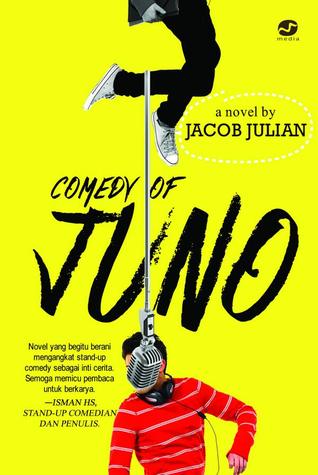 media
a novel by
JACOB JULIAN
COMEDY OF
JUNO
Novel yang begitu berani
mengangkat stand-up
comedy sebagai inti cerita.
Semoga memicu pembaca
untuk berkarya.
—ISMAN HS,
STAND-UP COMEDIAN
DAN PENULIS.